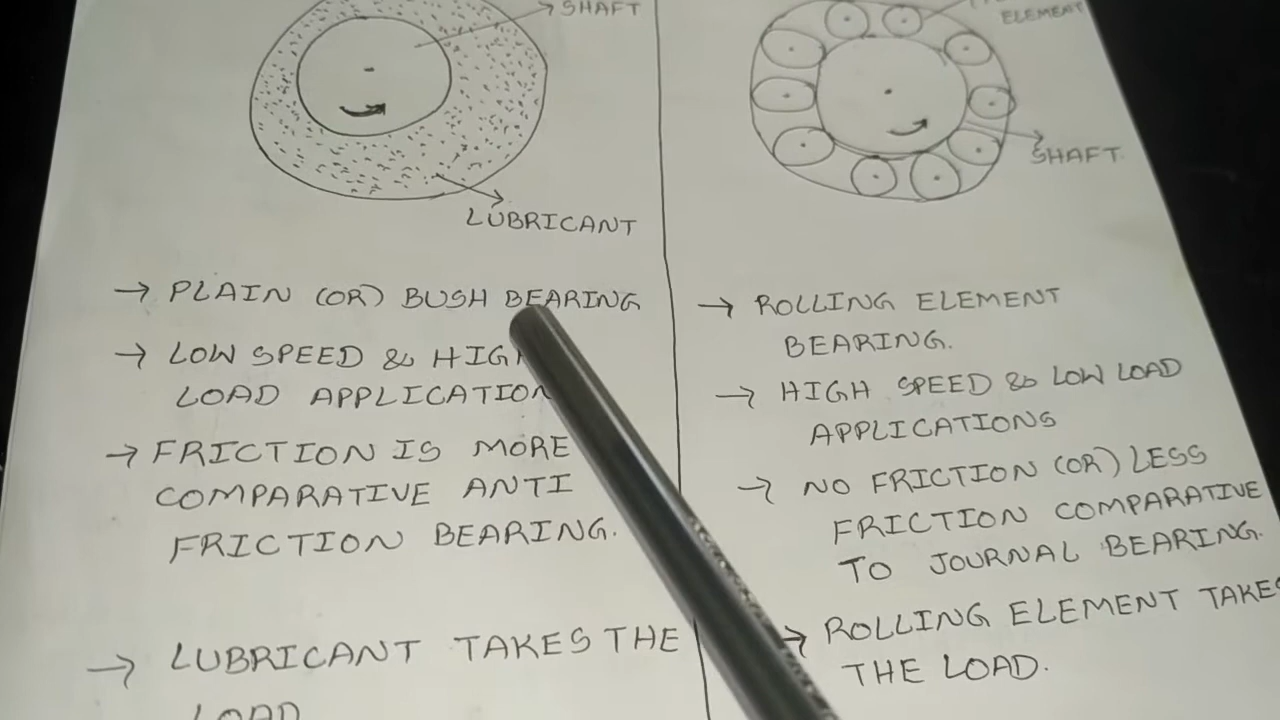 SHAFT
LUBRICANT
→ PLAIN (OR) BUSH BEARING
→ LOW SPEED & HIGH
LOAD APPLICATION
→ FRICTION IS MORE
COMPARATIVE ANTI
FRICTION BEARING.
→ LUBRICANT TAKES THE
LOAD
ELEMENT
SHAFT.
→ ROLLING ELEMENT
BEARING.
→ HIGH SPEED & LOW LOAD
APPLICATIONS
→ NO FRICTION (OR) LESS
FRICTION COMPARATIVE
TO JOURNAL BEARING.
→ ROLLING ELEMENT TAKES
THE LOAD.